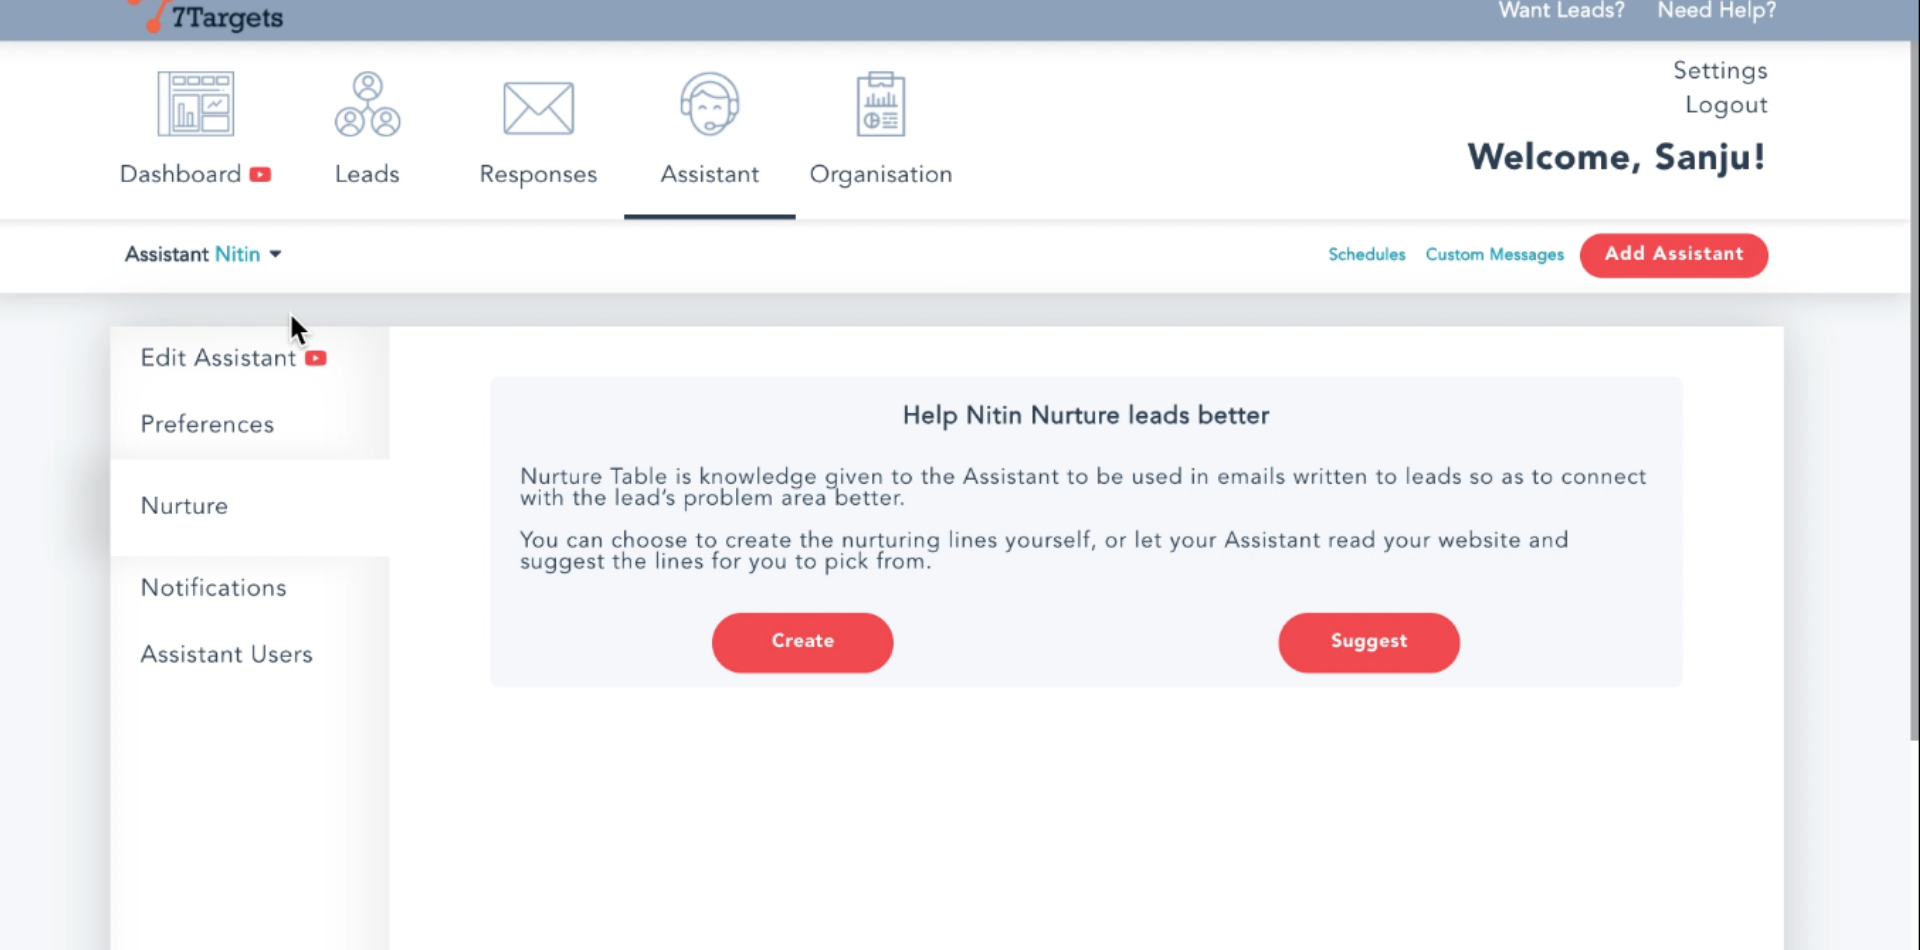 7Targets
Want Leads? Need Help?
Settings
Logout
Dashboard Leads Responses Assistant Organisation
Welcome, Sanju!
Assistant Nitin
Schedules Custom Messages Add Assistant
Edit Assistant
Preferences
Nurture
Notifications
Assistant Users
Help Nitin Nurture leads better
Nurture Table is knowledge given to the Assistant to be used in emails written to leads so as to connect
with the lead's problem area better.
You can choose to create the nurturing lines yourself, or let your Assistant read your website and
suggest the lines for you to pick from.
Create Suggest